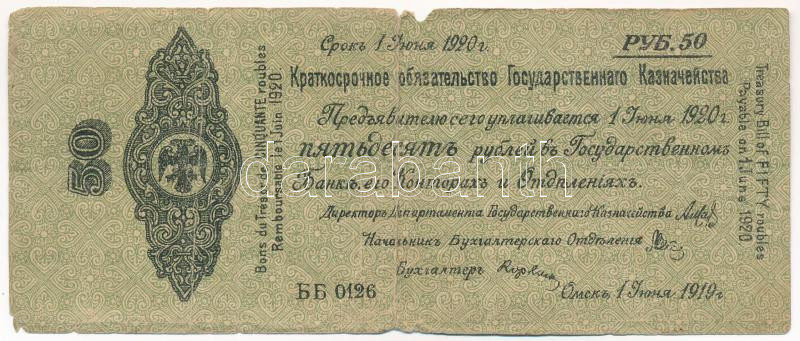 Срокъ 1 Іюня 1920 г.
РУБ. 50
Краткосрочное обязательство Государственнаго Казначейства
Предъявителю сего уплачивается 1 Іюня 1920 г.
пятьдесятъ рублей въ Государственномъ
Банкѣ, его Конторахъ и Отдѣленіяхъ.
Директоръ Департамента Государственнаго Казначейства
Начальникъ Бухгалтерскаго Отдѣленія
Бухгалтеръ
ББ 0126
Омскъ, 1 Іюня 1919 г.
50
Bons du Trésor de CINQUANTE roubles
Remboursable le 1 Juin 1920
Treasury Bill of FIFTY roubles
Payable on 1 June 1920
darabanth